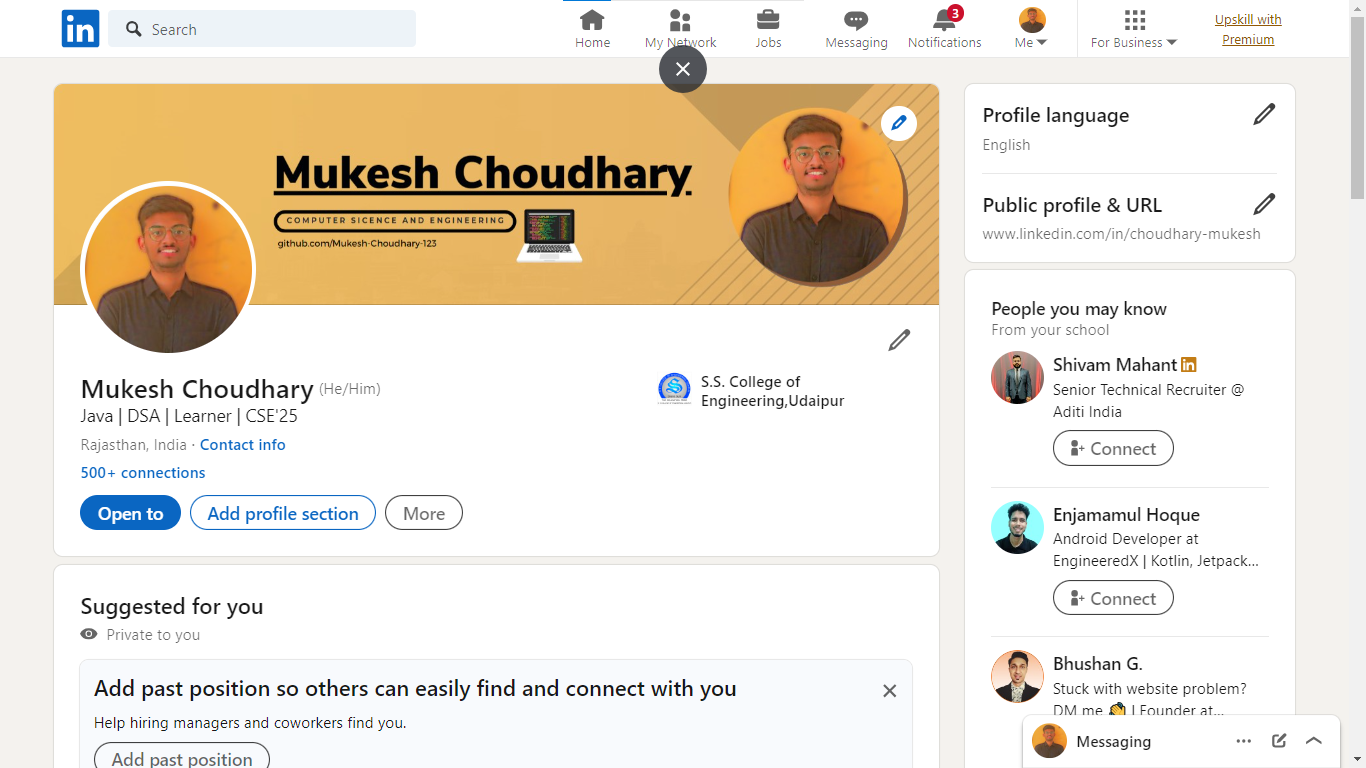 in
Search
Home
My Network
Jobs
Messaging
3
Notifications
Me
For Business
Upskill with
Premium
Mukesh Choudhary
COMPUTER SICENCE AND ENGINEERING
github.com/Mukesh-Choudhary-123
Mukesh Choudhary (He/Him)
Java | DSA | Learner | CSE'25
Rajasthan, India · Contact info
500+ connections
Open to
Add profile section
More
S.S. College of
Engineering,Udaipur
Suggested for you
Private to you
Add past position so others can easily find and connect with you
Help hiring managers and coworkers find you.
Add past position
Profile language
English
Public profile & URL
www.linkedin.com/in/choudhary-mukesh
People you may know
From your school
Shivam Mahant in
Senior Technical Recruiter @
Aditi India
Connect
Enjamamul Hoque
Android Developer at
EngineeredX | Kotlin, Jetpack...
Connect
Bhushan G.
Stuck with website problem?
DM me 👏 | Founder at...
Messaging